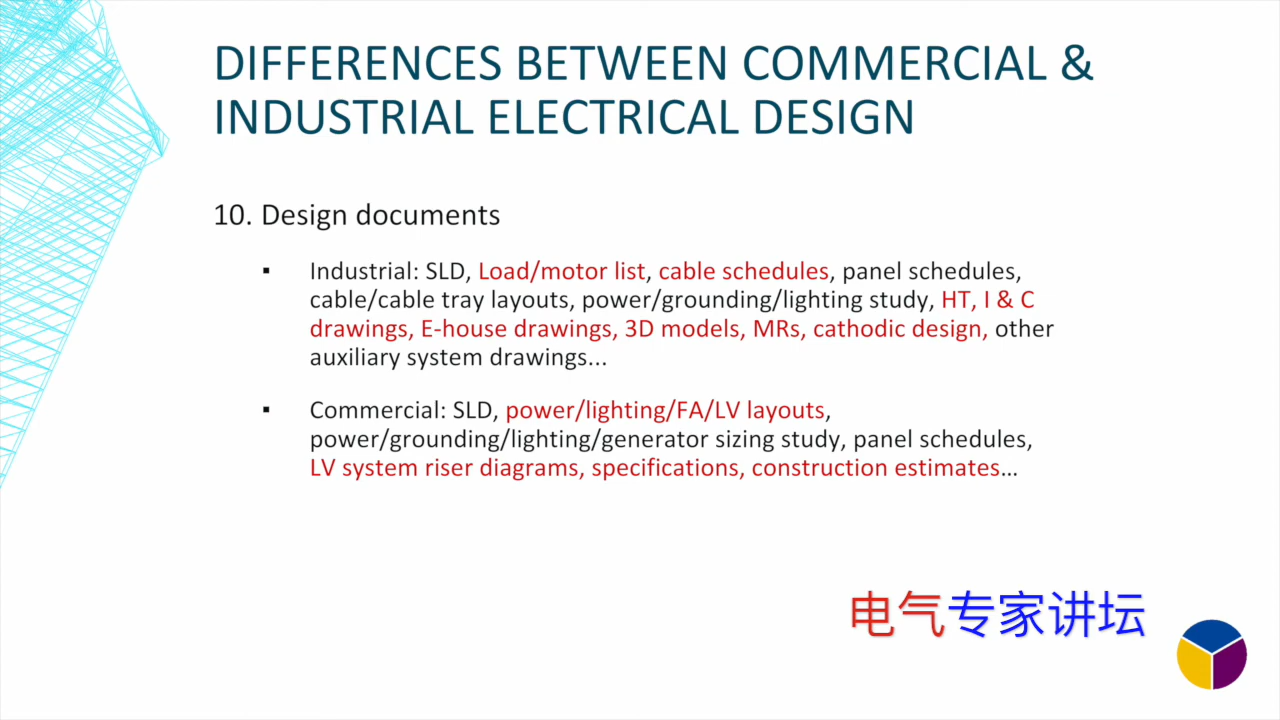 DIFFERENCES BETWEEN COMMERCIAL &
INDUSTRIAL ELECTRICAL DESIGN
10. Design documents
▪ Industrial: SLD, Load/motor list, cable schedules, panel schedules,
cable/cable tray layouts, power/grounding/lighting study, HT, I & C
drawings, E-house drawings, 3D models, MRs, cathodic design, other
auxiliary system drawings...
▪ Commercial: SLD, power/lighting/FA/LV layouts,
power/grounding/lighting/generator sizing study, panel schedules,
LV system riser diagrams, specifications, construction estimates…
电气专家讲坛